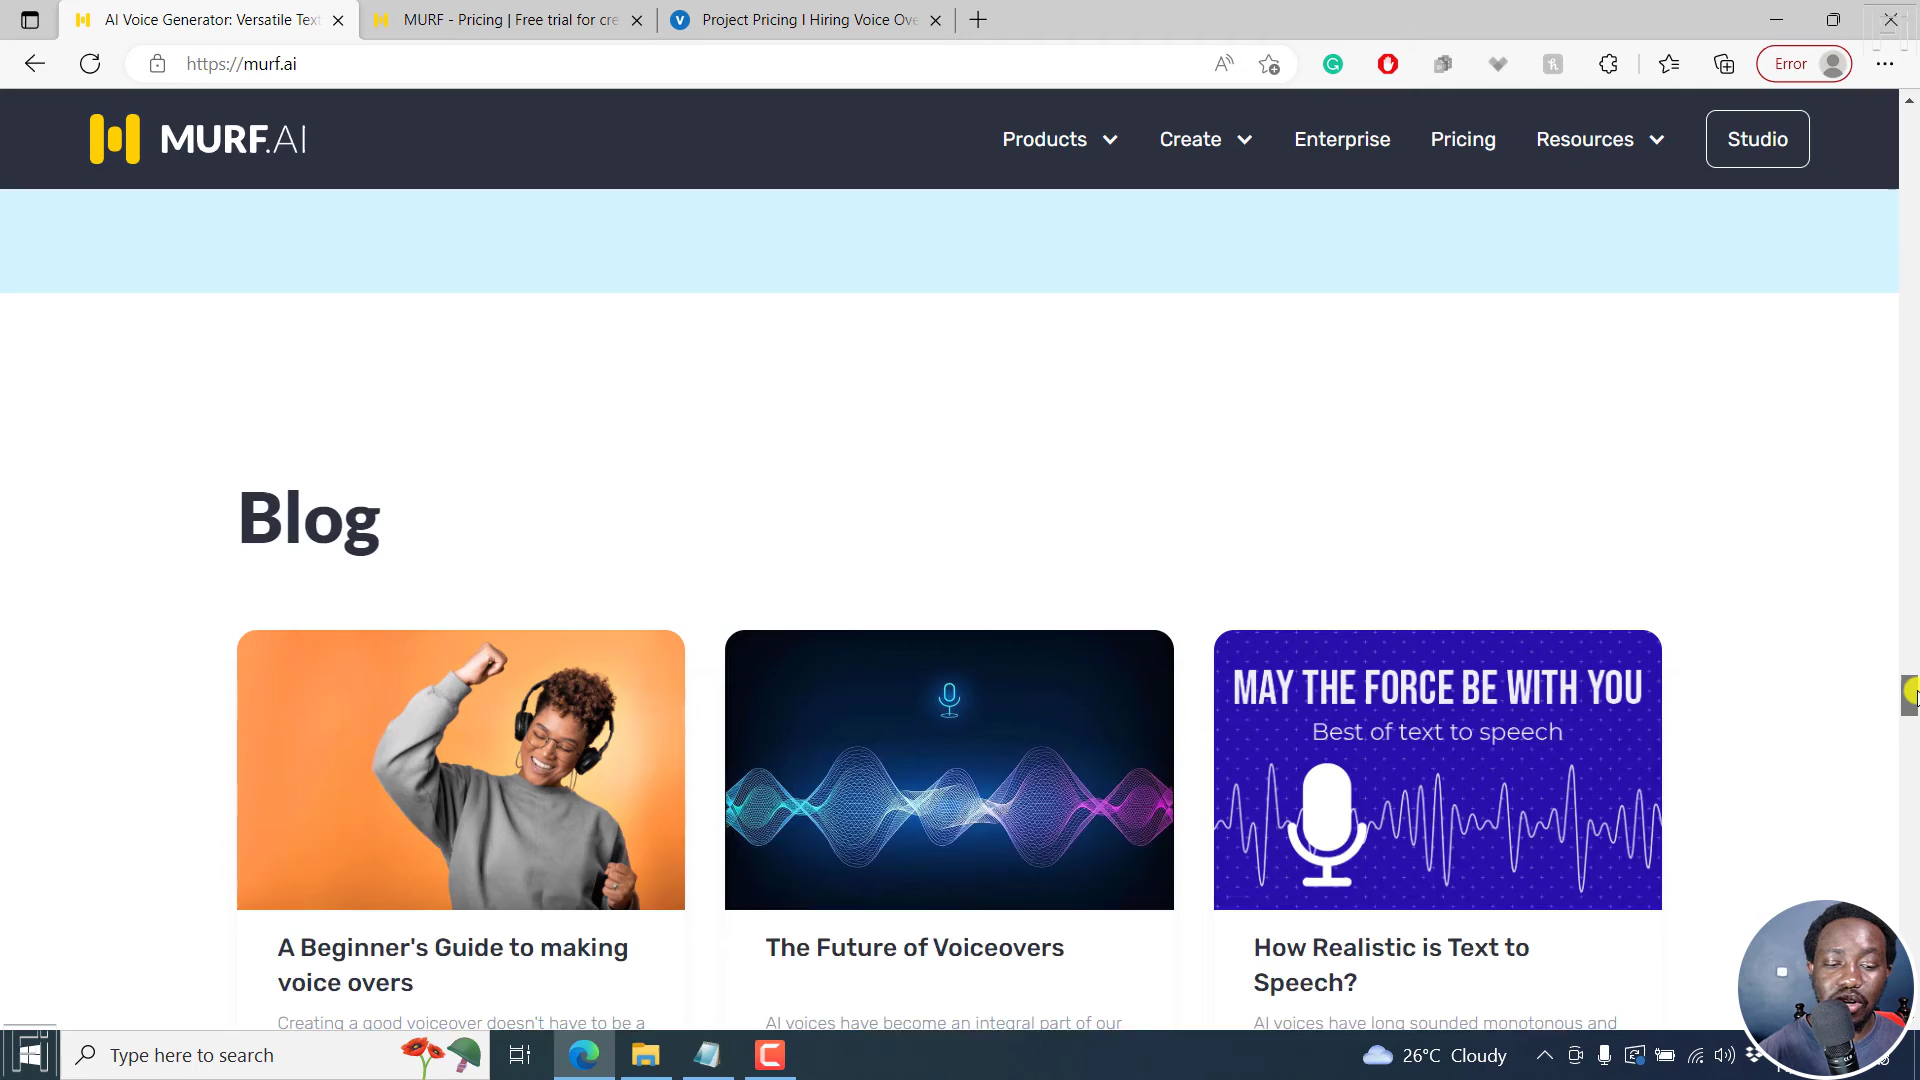 AI Voice Generator: Versatile Text
MURF - Pricing | Free trial for cre
Project Pricing I Hiring Voice Ove
https://murf.ai
Error
MURF.AI
Products
Create
Enterprise
Pricing
Resources
Studio
Blog
MAY THE FORCE BE WITH YOU
Best of text to speech
A Beginner's Guide to making
voice overs
The Future of Voiceovers
How Realistic is Text to
Speech?
Creating a good voiceover doesn't have to be a
AI voices have become an integral part of our
AI voices have long sounded monotonous and
Type here to search
26°C Cloudy